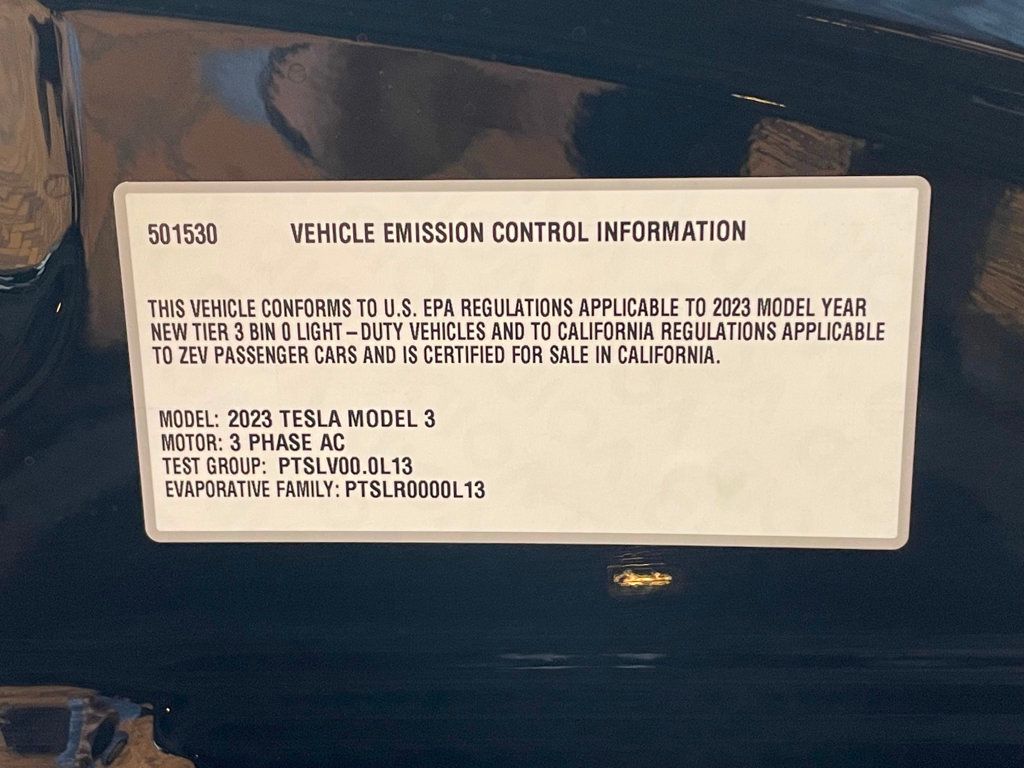 501530 VEHICLE EMISSION CONTROL INFORMATION
THIS VEHICLE CONFORMS TO U.S. EPA REGULATIONS APPLICABLE TO 2023 MODEL YEAR
NEW TIER 3 BIN 0 LIGHT-DUTY VEHICLES AND TO CALIFORNIA REGULATIONS APPLICABLE
TO ZEV PASSENGER CARS AND IS CERTIFIED FOR SALE IN CALIFORNIA.
MODEL: 2023 TESLA MODEL 3
MOTOR: 3 PHASE AC
TEST GROUP: PTSLV00.0L13
EVAPORATIVE FAMILY: PTSLR0000L13